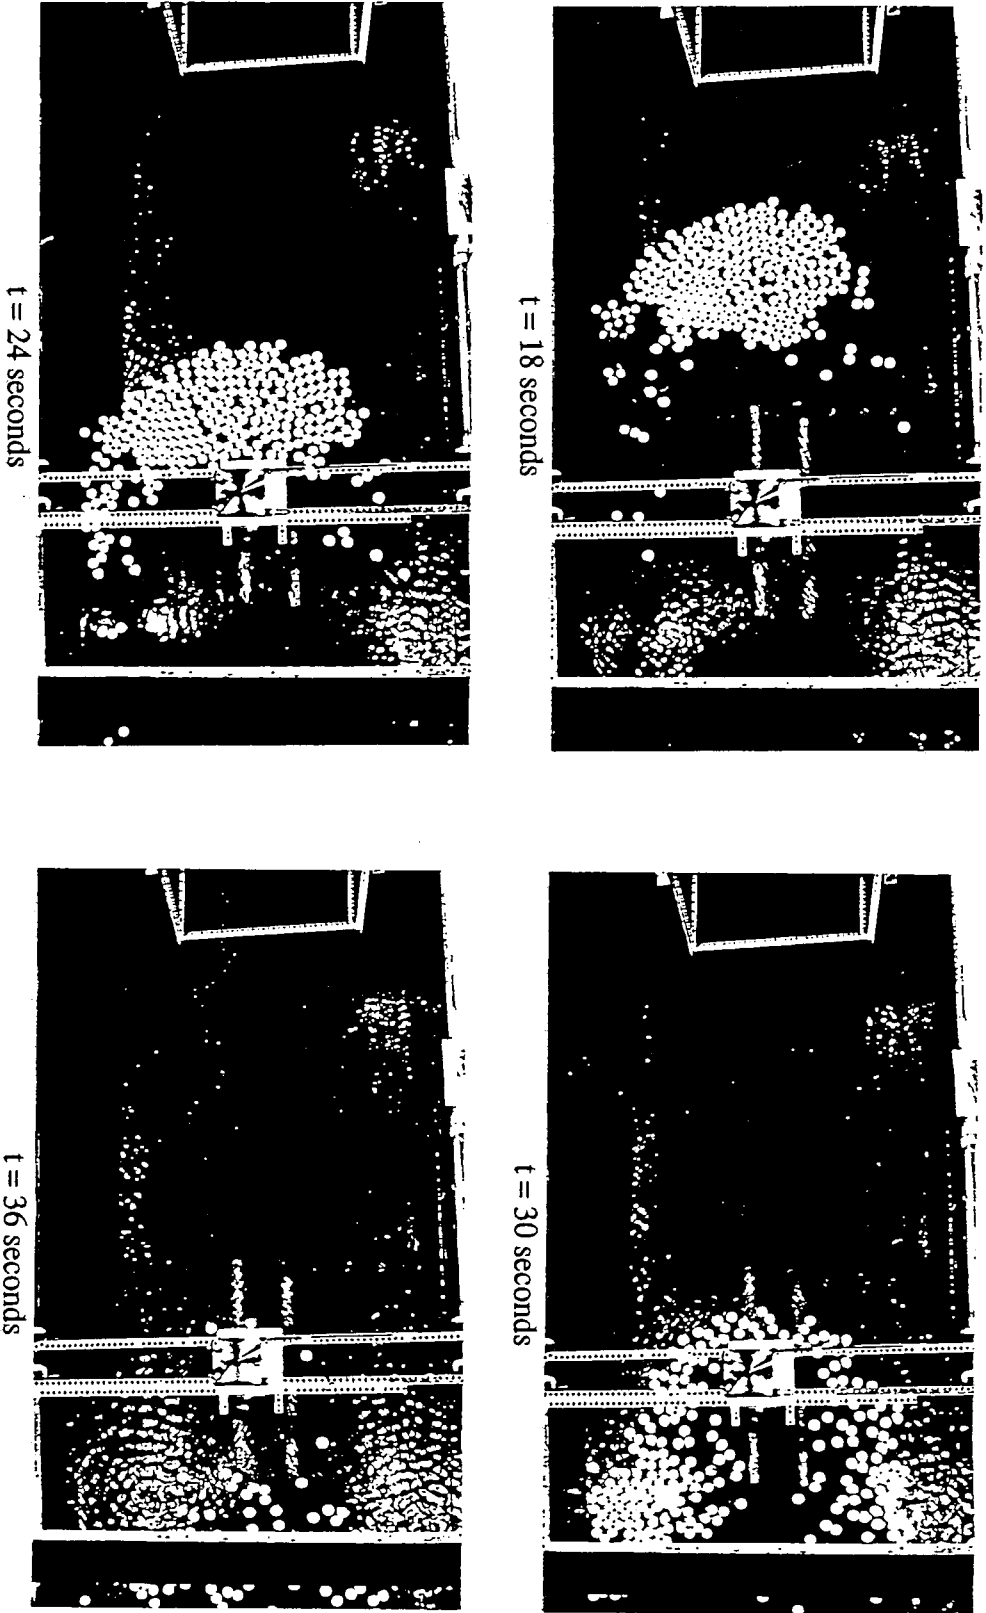 t = 18 seconds
t = 24 seconds
t = 30 seconds
t = 36 seconds